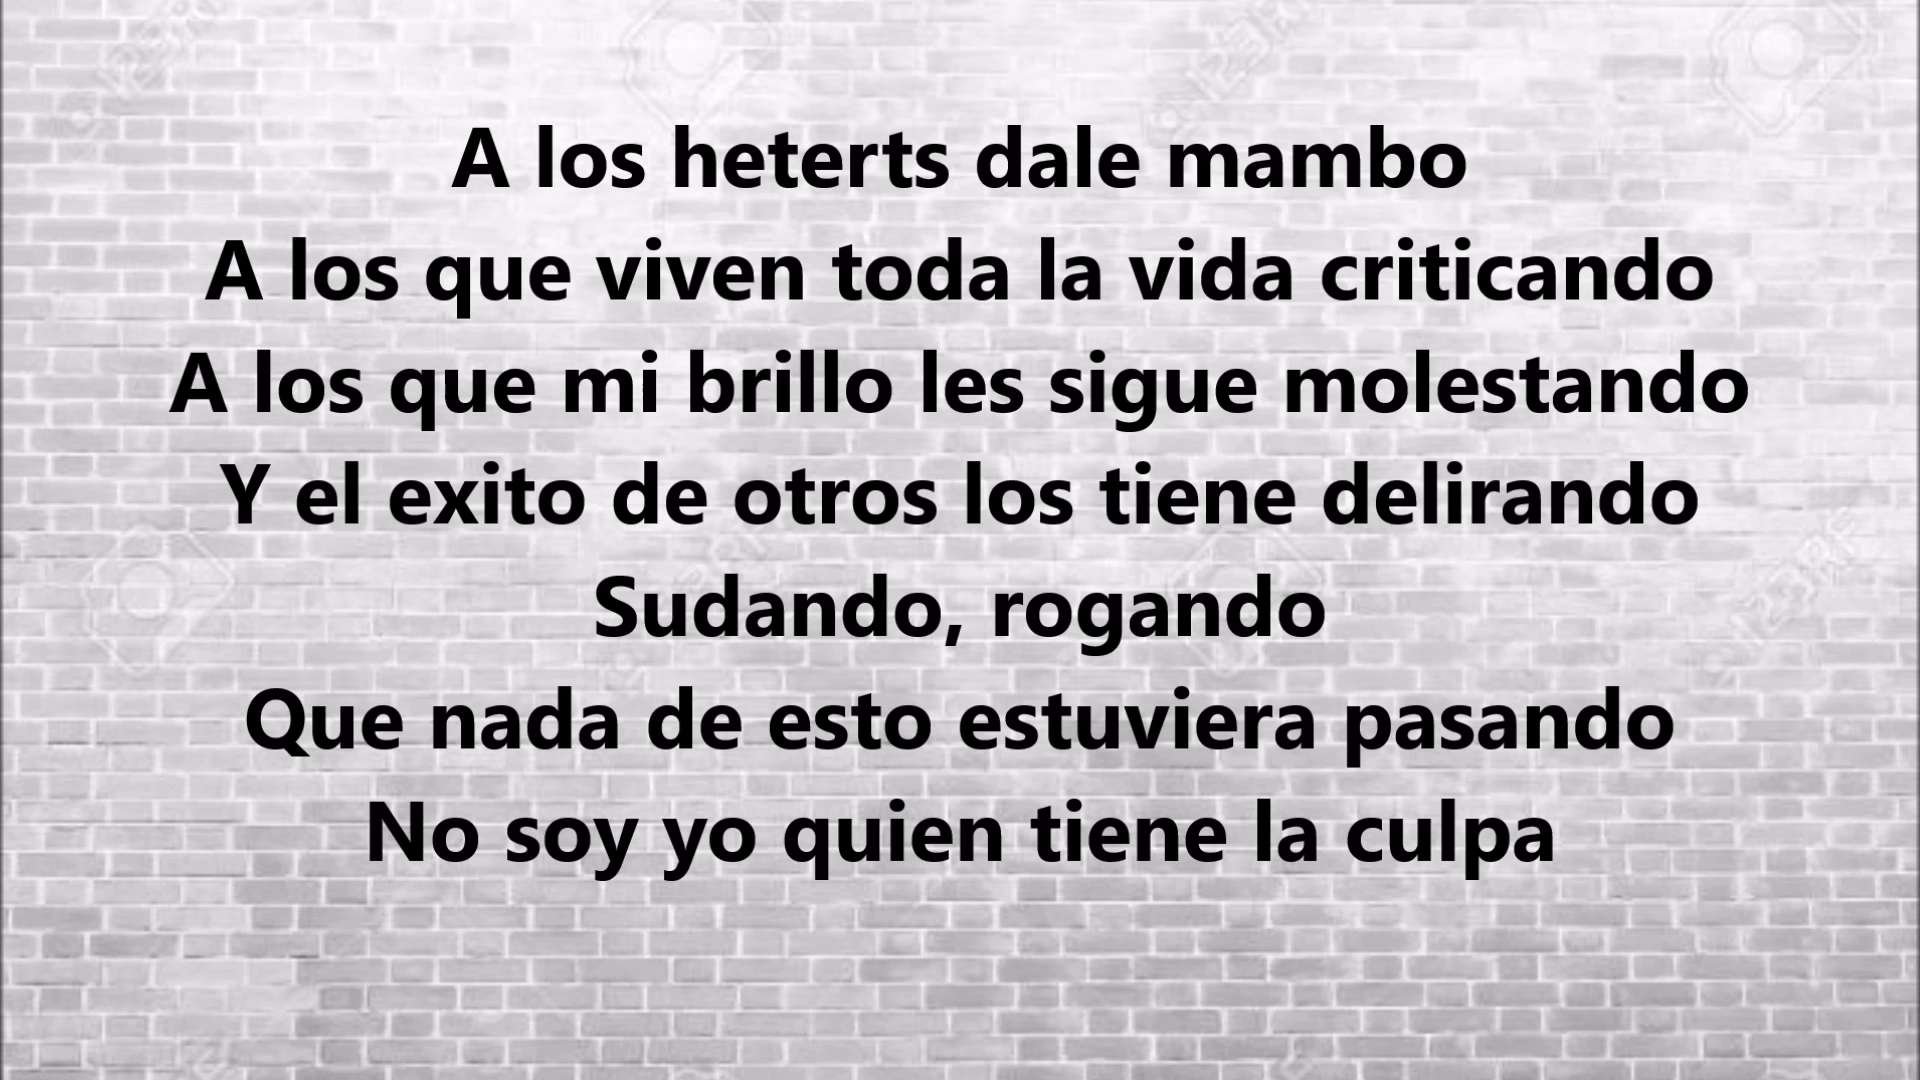 A los heterts dale mambo
A los que viven toda la vida criticando
A los que mi brillo les sigue molestando
Y el exito de otros los tiene delirando
Sudando, rogando
Que nada de esto estuviera pasando
No soy yo quien tiene la culpa